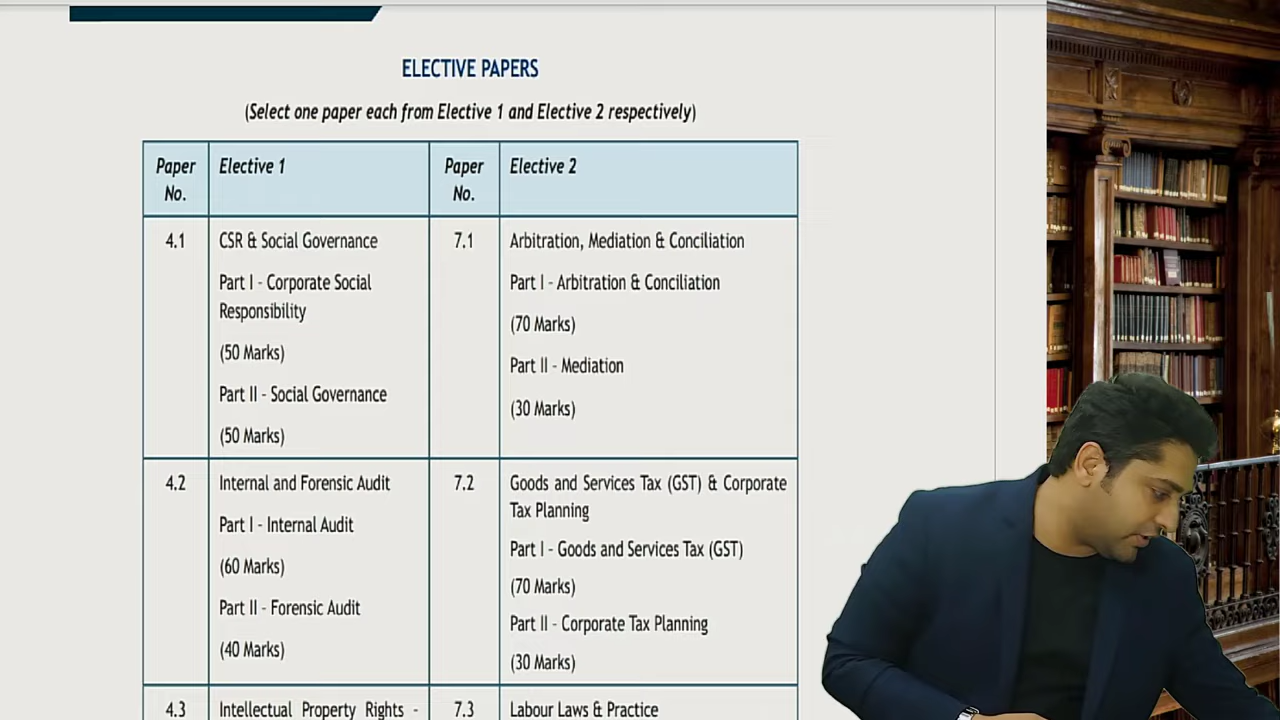 ELECTIVE PAPERS
(Select one paper each from Elective 1 and Elective 2 respectively)
Paper No.
Elective 1
Paper No.
Elective 2
4.1
CSR & Social Governance
Part I - Corporate Social
Responsibility
(50 Marks)
Part II - Social Governance
(50 Marks)
7.1
Arbitration, Mediation & Conciliation
Part I - Arbitration & Conciliation
(70 Marks)
Part II - Mediation
(30 Marks)
4.2
Internal and Forensic Audit
Part I - Internal Audit
(60 Marks)
Part II - Forensic Audit
(40 Marks)
7.2
Goods and Services Tax (GST) & Corporate
Tax Planning
Part I - Goods and Services Tax (GST)
(70 Marks)
Part II - Corporate Tax Planning
(30 Marks)
4.3
Intellectual Property Rights -
7.3
Labour Laws & Practice